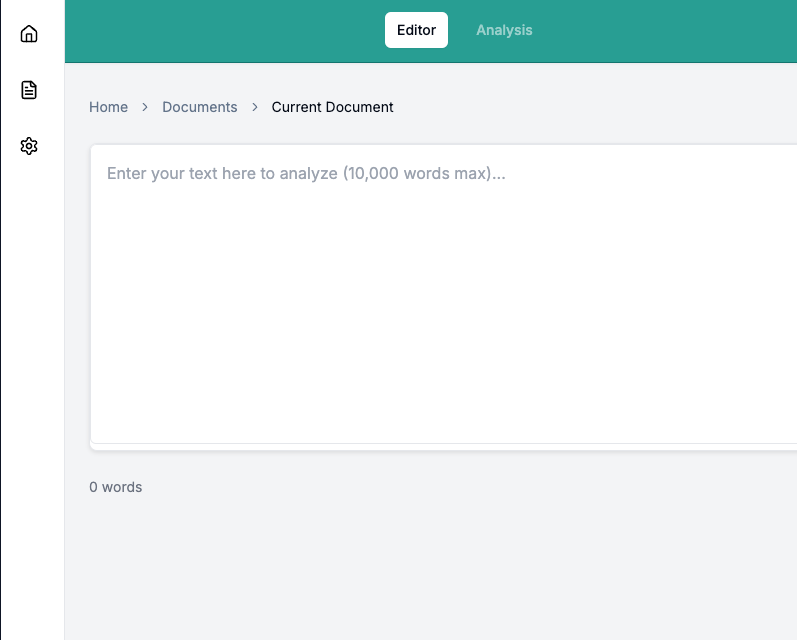 Editor Analysis
Home > Documents > Current Document
Enter your text here to analyze (10,000 words max)...
0 words